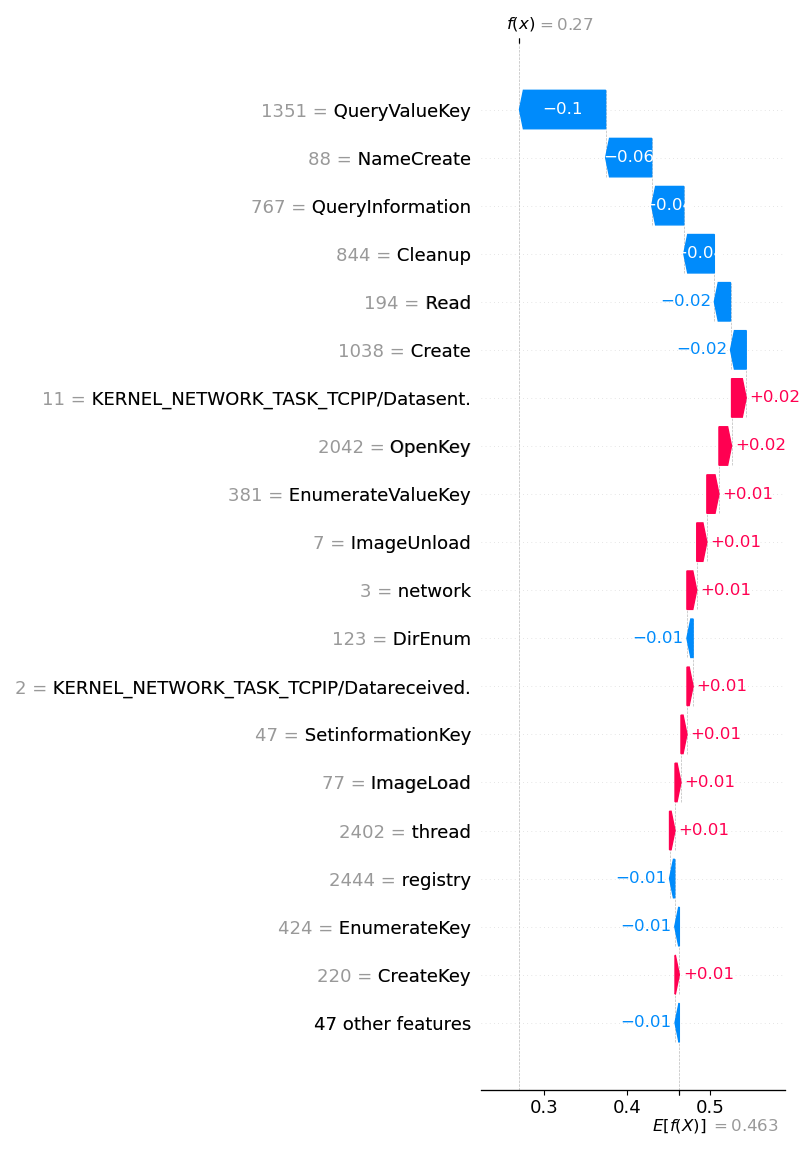 f(x) = 0.27
1351 = QueryValueKey −0.1
88 = NameCreate −0.06
767 = QueryInformation
844 = Cleanup
194 = Read −0.02
1038 = Create −0.02
11 = KERNEL_NETWORK_TASK_TCPIP/Datasent. +0.02
2042 = OpenKey +0.02
381 = EnumerateValueKey +0.01
7 = ImageUnload +0.01
3 = network +0.01
123 = DirEnum −0.01
2 = KERNEL_NETWORK_TASK_TCPIP/Datareceived. +0.01
47 = SetinformationKey +0.01
77 = ImageLoad +0.01
2402 = thread +0.01
2444 = registry −0.01
424 = EnumerateKey −0.01
220 = CreateKey +0.01
47 other features −0.01
0.3 0.4 0.5
E[f(X)] = 0.463